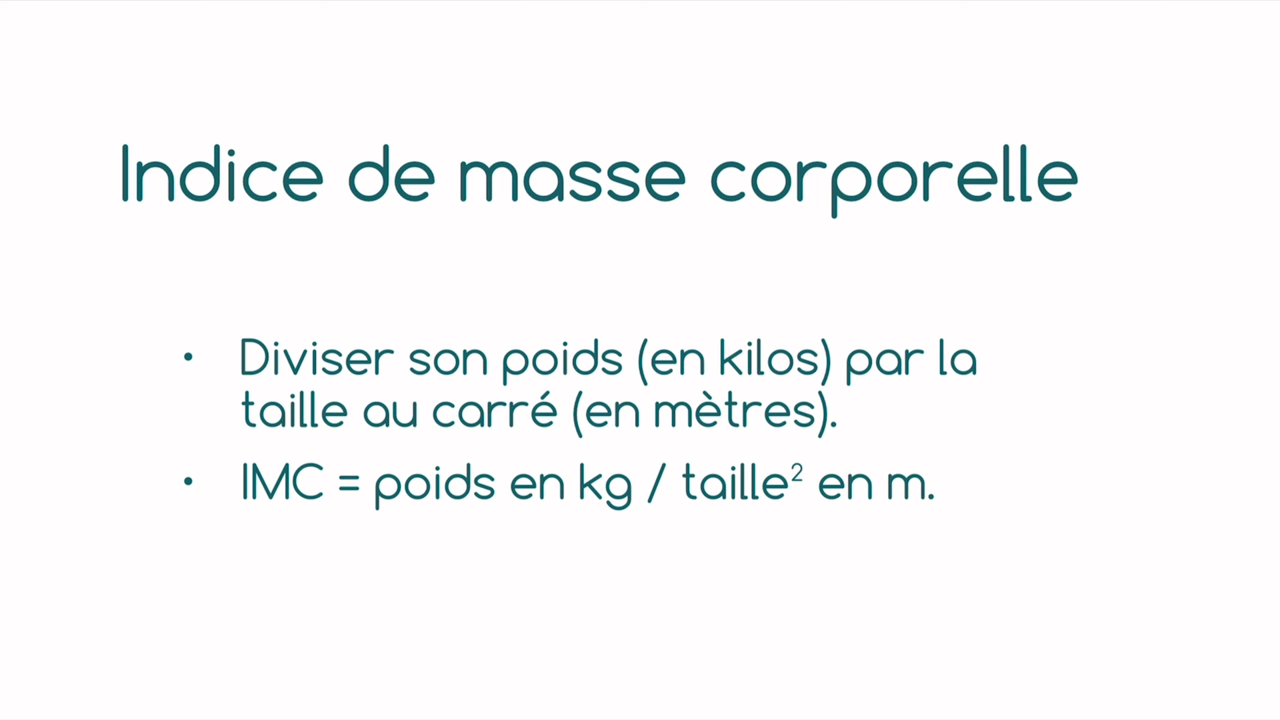 Indice de masse corporelle
• Diviser son poids (en kilos) par la
taille au carré (en mètres).
• IMC = poids en kg / taille² en m.